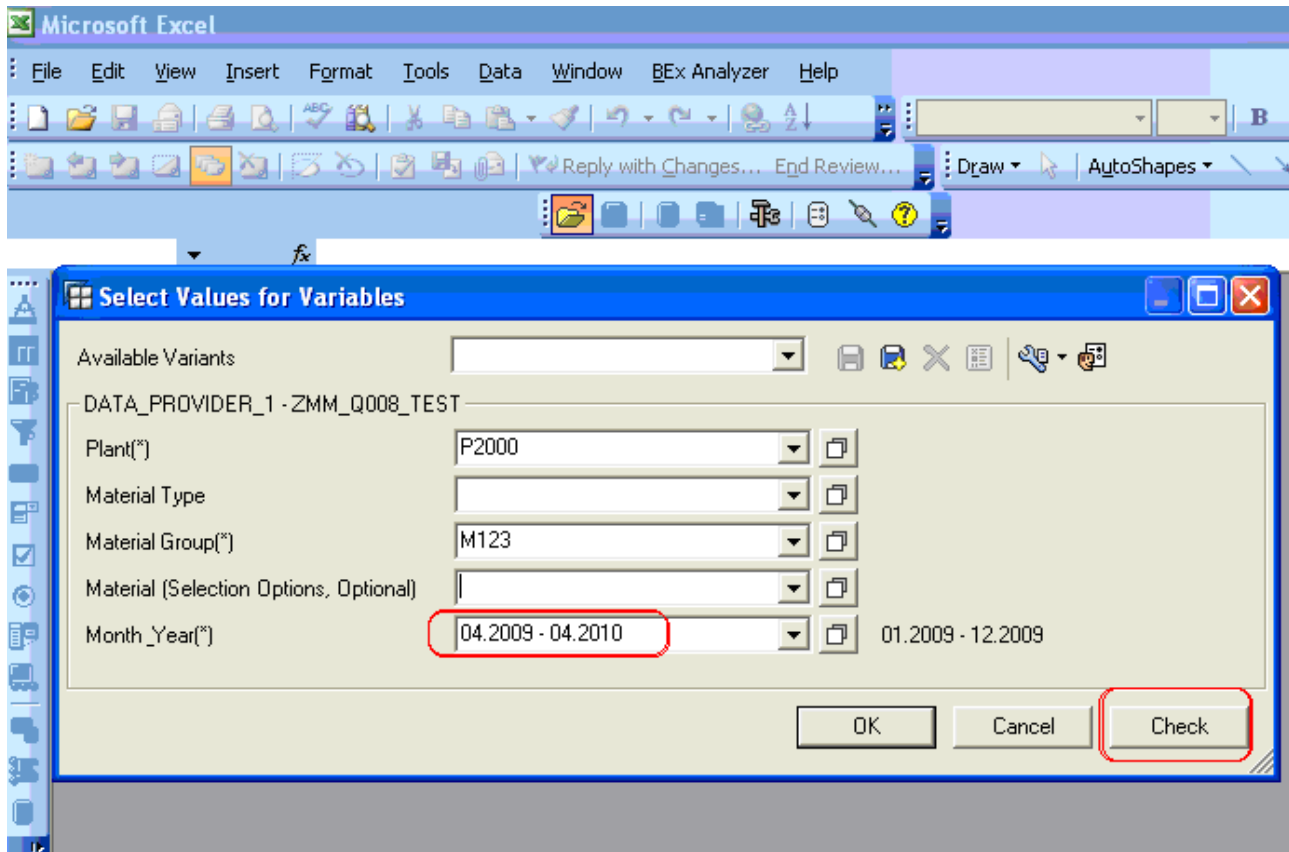 Microsoft Excel
File Edit View Insert Format Tools Data Window BEx Analyzer Help
ABC A Z B
Reply with Changes... End Review... Draw AutoShapes
fx
Select Values for Variables
Available Variants
DATA_PROVIDER_1 - ZMM_Q008_TEST
Plant(*) P2000
Material Type
Material Group(*) M123
Material (Selection Options, Optional)
Month_Year(*) 04.2009 - 04.2010 01.2009 - 12.2009
OK Cancel Check